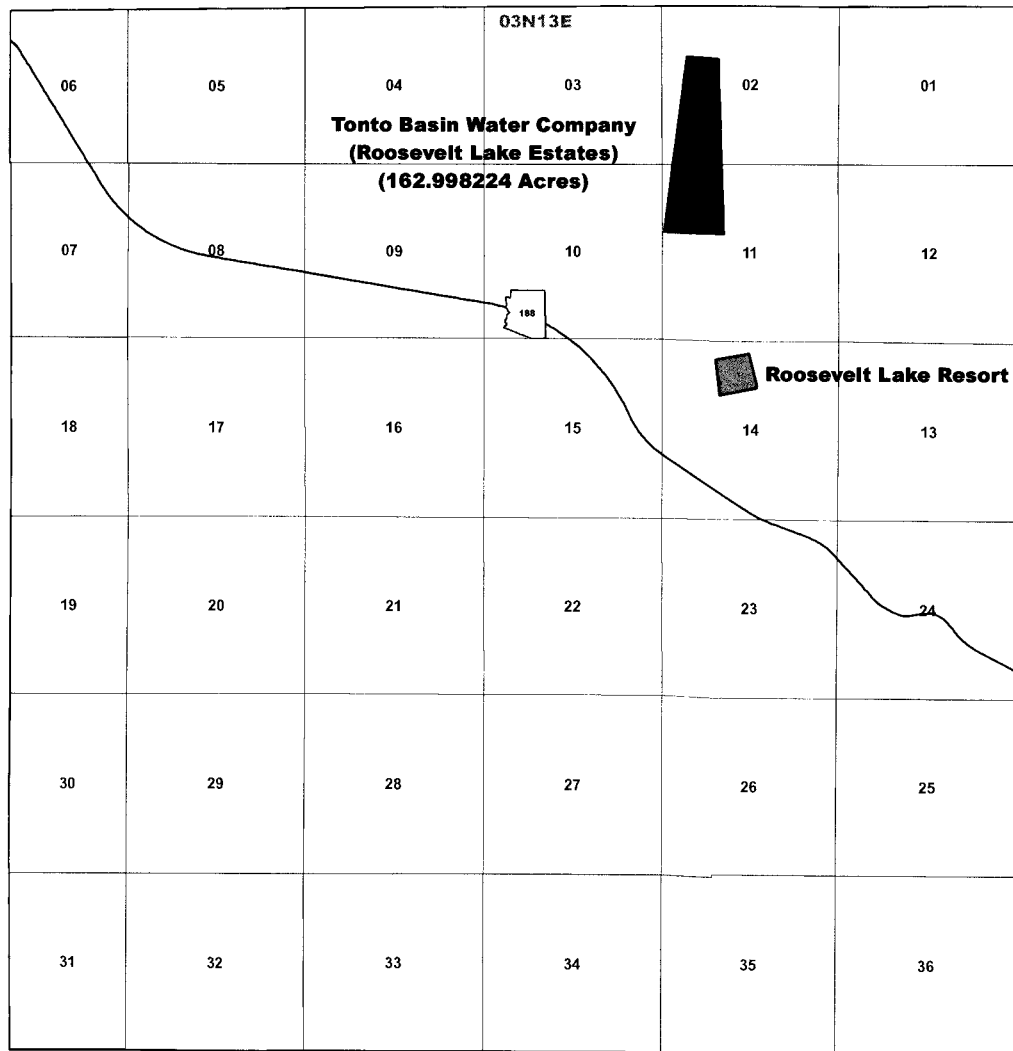 03N13E
06 05 04 03 02 01
Tonto Basin Water Company
(Roosevelt Lake Estates)
(162.998224 Acres)
07 08 09 10 11 12
188
Roosevelt Lake Resort
18 17 16 15 14 13
19 20 21 22 23 24
30 29 28 27 26 25
31 32 33 34 35 36